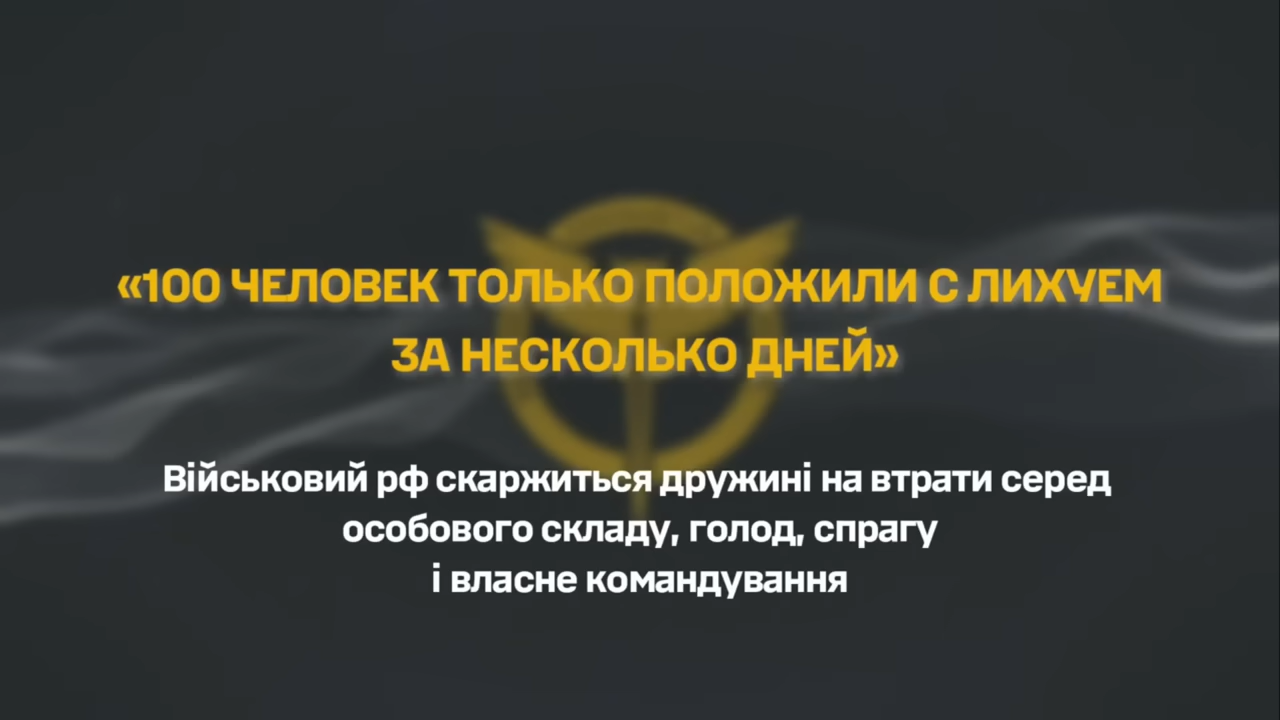 «100 ЧЕЛОВЕК ТОЛЬКО ПОЛОЖИЛИ С ЛИХУЕМ
ЗА НЕСКОЛЬКО ДНЕЙ»
Військовий рф скаржиться дружині на втрати серед
особового складу, голод, спрагу
і власне командування